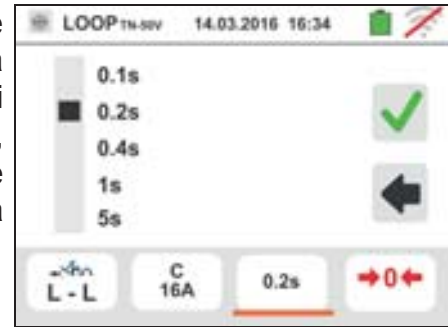 LOOP TN-50V 14.03.2016 16:34
0.1s
0.2s
0.4s
1s
5s
L - L
C
16A
0.2s
➜0←